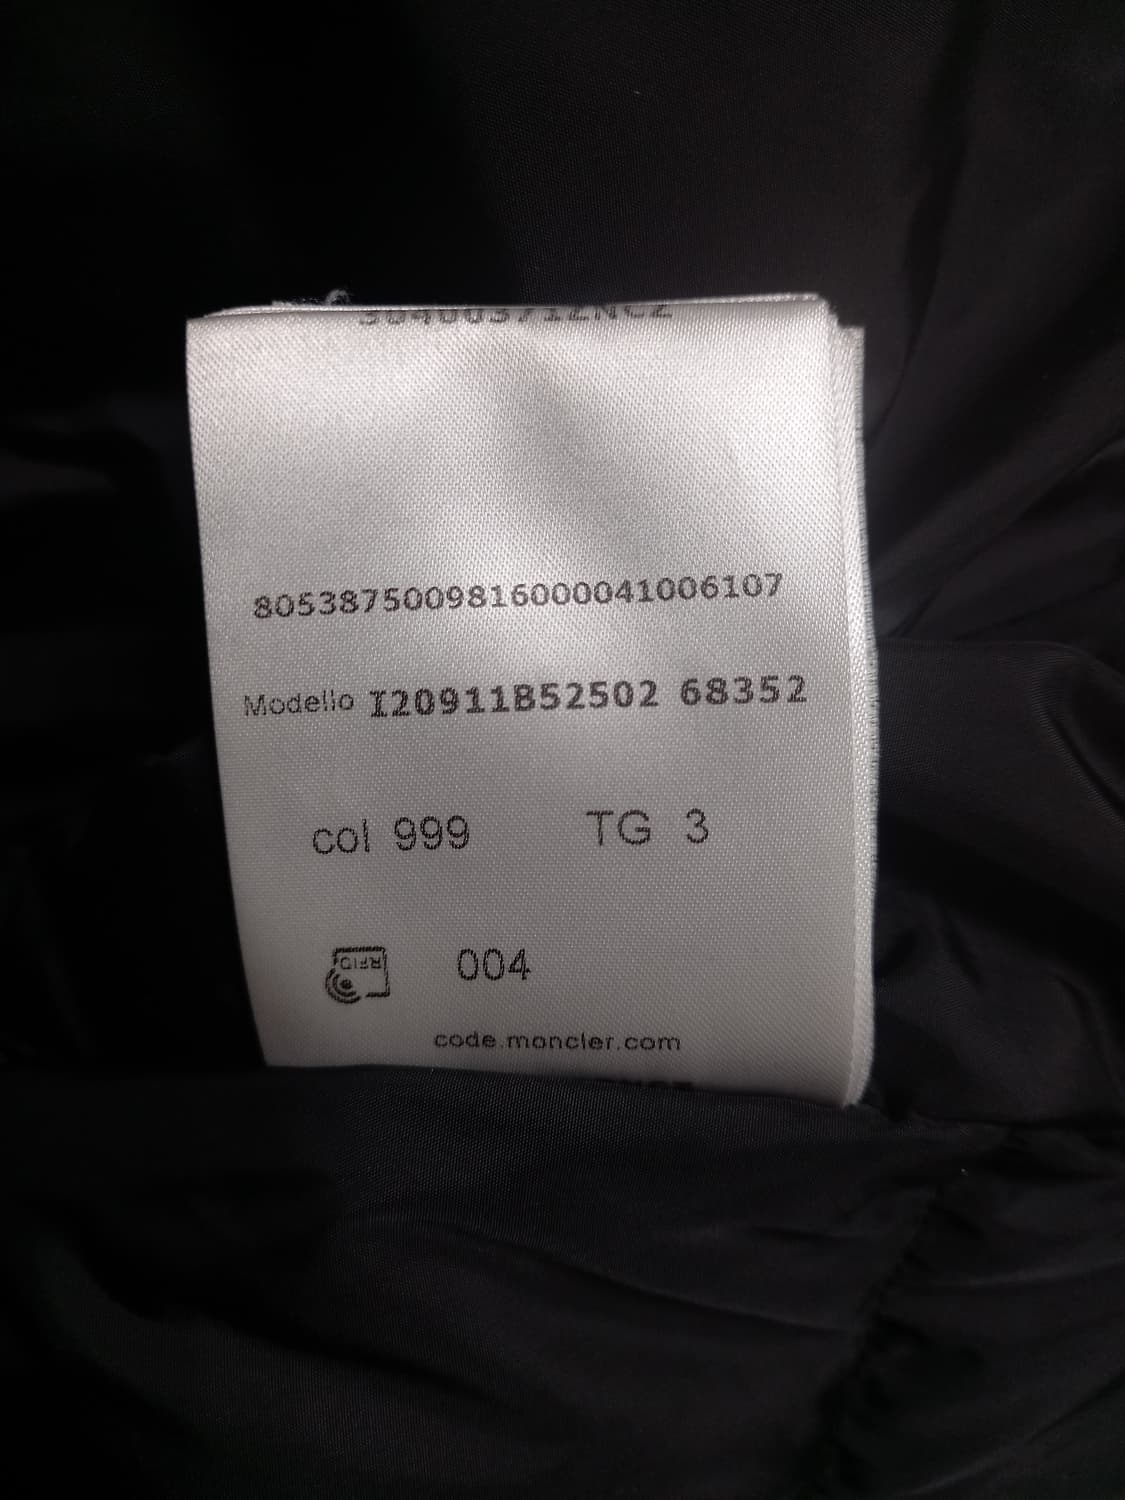 8053875009816000041006107
Modello I20911B52502 68352
col 999 TG 3
RFID 004
code.moncler.com